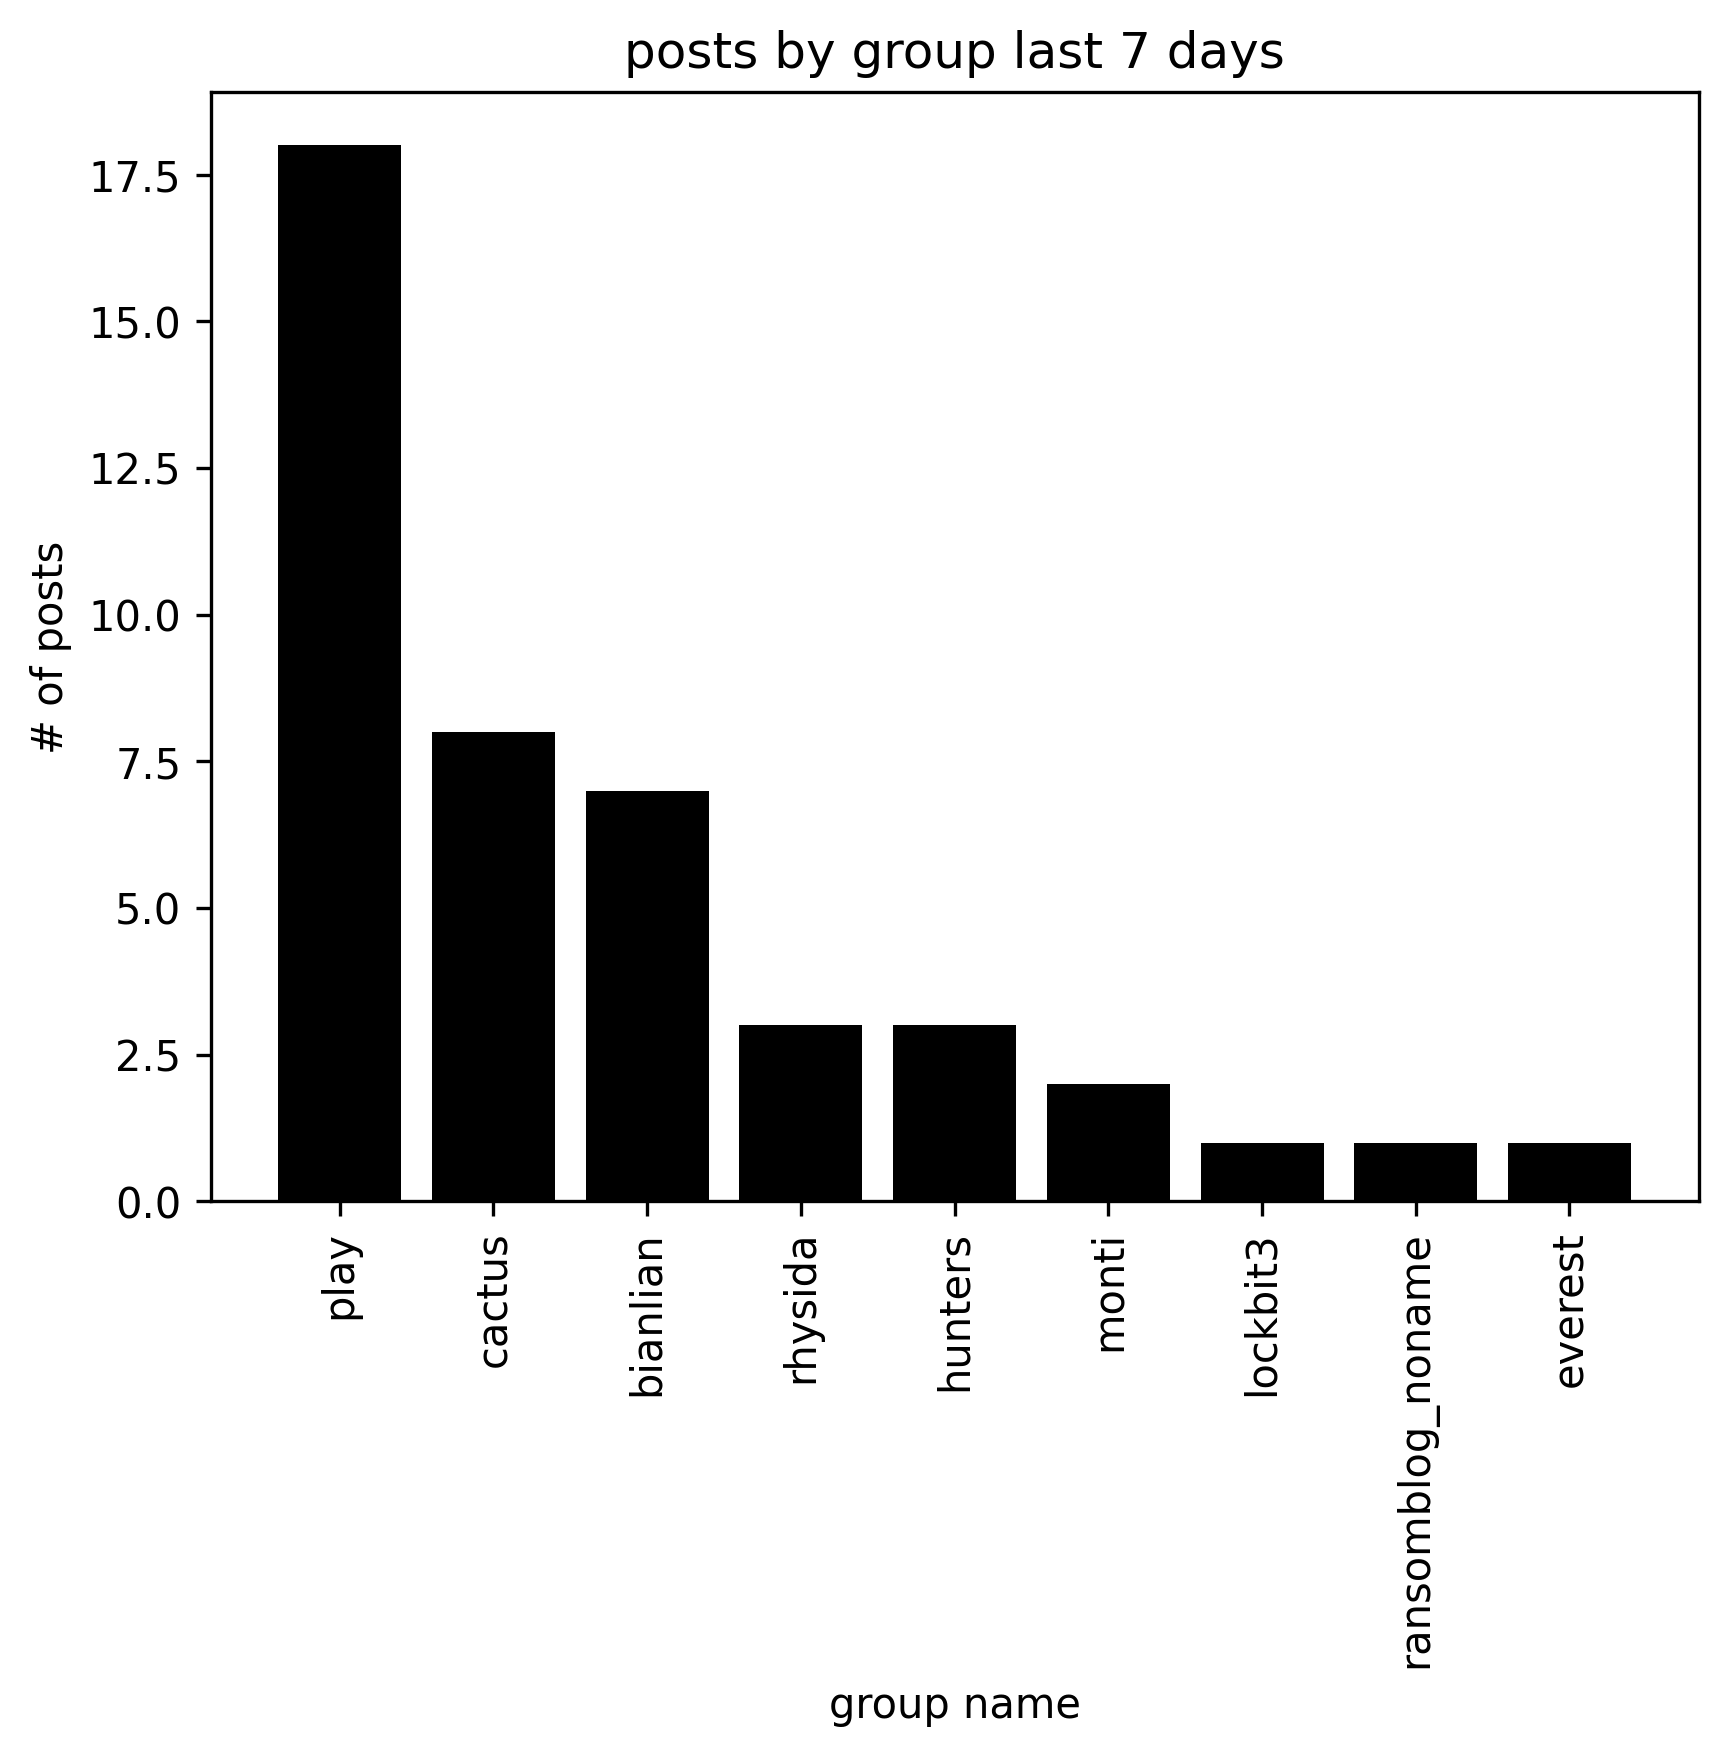 posts by group last 7 days
17.5
15.0
12.5
10.0
7.5
5.0
2.5
0.0
# of posts
play
cactus
bianlian
rhysida
hunters
monti
lockbit3
ransomblog_noname
everest
group name